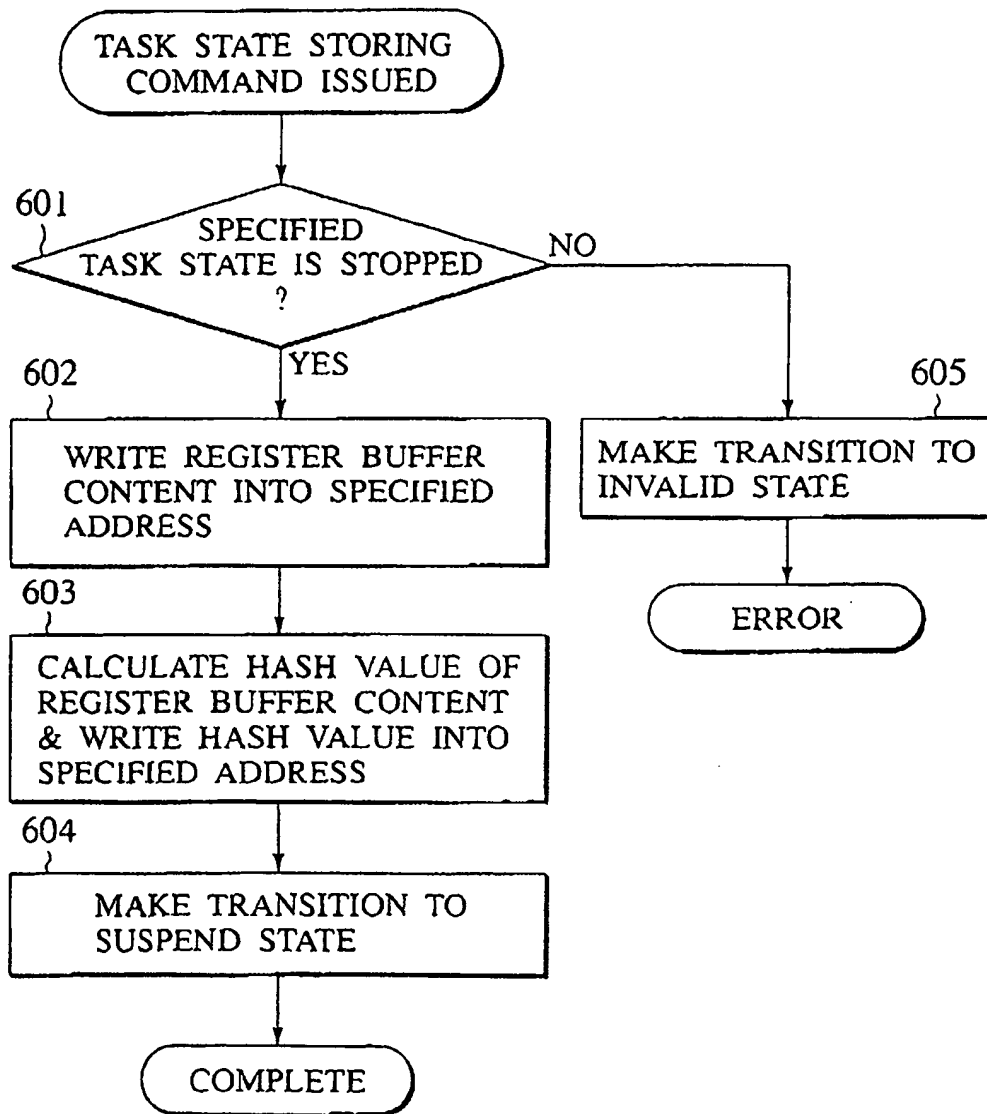 TASK STATE STORING
COMMAND ISSUED
601
SPECIFIED
TASK STATE IS STOPPED
?
NO
YES
602
WRITE REGISTER BUFFER
CONTENT INTO SPECIFIED
ADDRESS
605
MAKE TRANSITION TO
INVALID STATE
ERROR
603
CALCULATE HASH VALUE OF
REGISTER BUFFER CONTENT
& WRITE HASH VALUE INTO
SPECIFIED ADDRESS
604
MAKE TRANSITION TO
SUSPEND STATE
COMPLETE